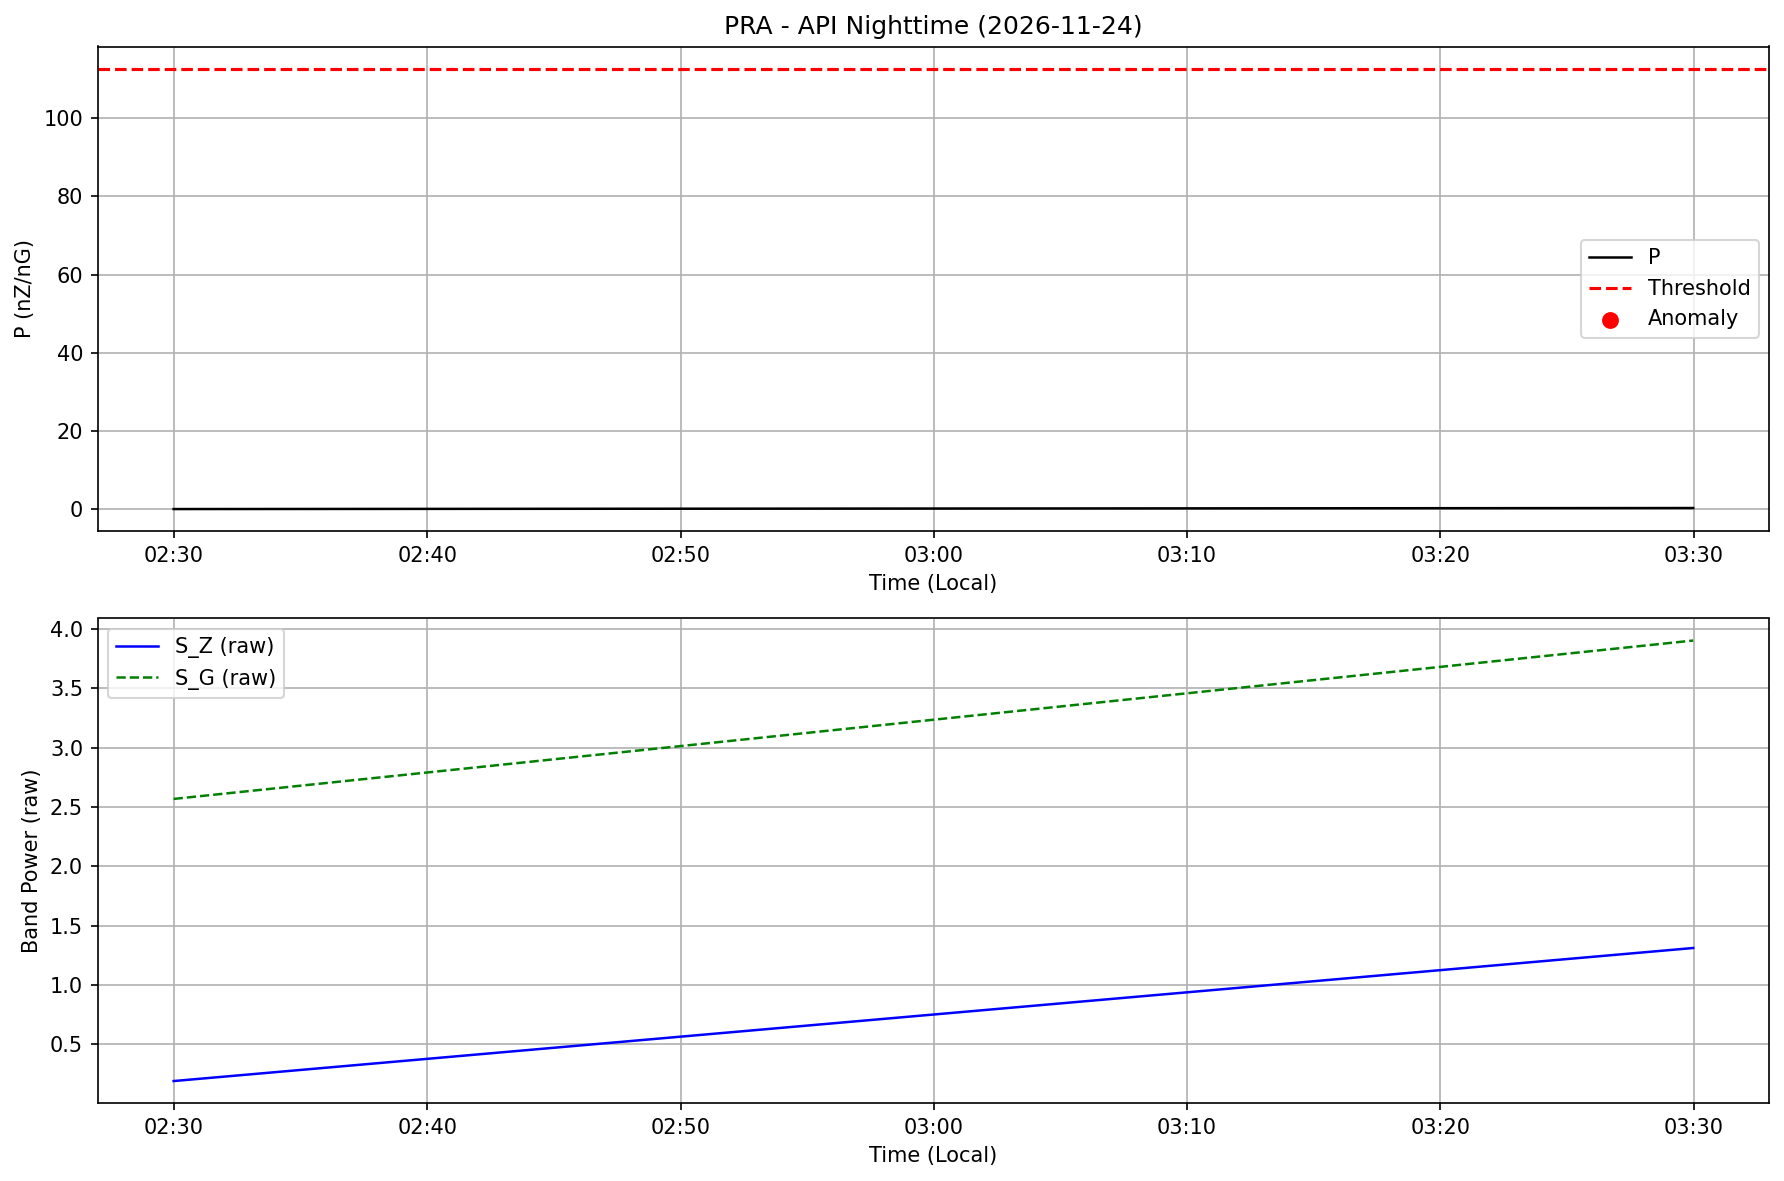 PRA - API Nighttime (2026-11-24)
P (nZ/nG)
100
80
60
40
20
0
P
Threshold
Anomaly
02:30 02:40 02:50 03:00 03:10 03:20 03:30
Time (Local)
Band Power (raw)
4.0
3.5
3.0
2.5
2.0
1.5
1.0
0.5
S_Z (raw)
S_G (raw)
02:30 02:40 02:50 03:00 03:10 03:20 03:30
Time (Local)